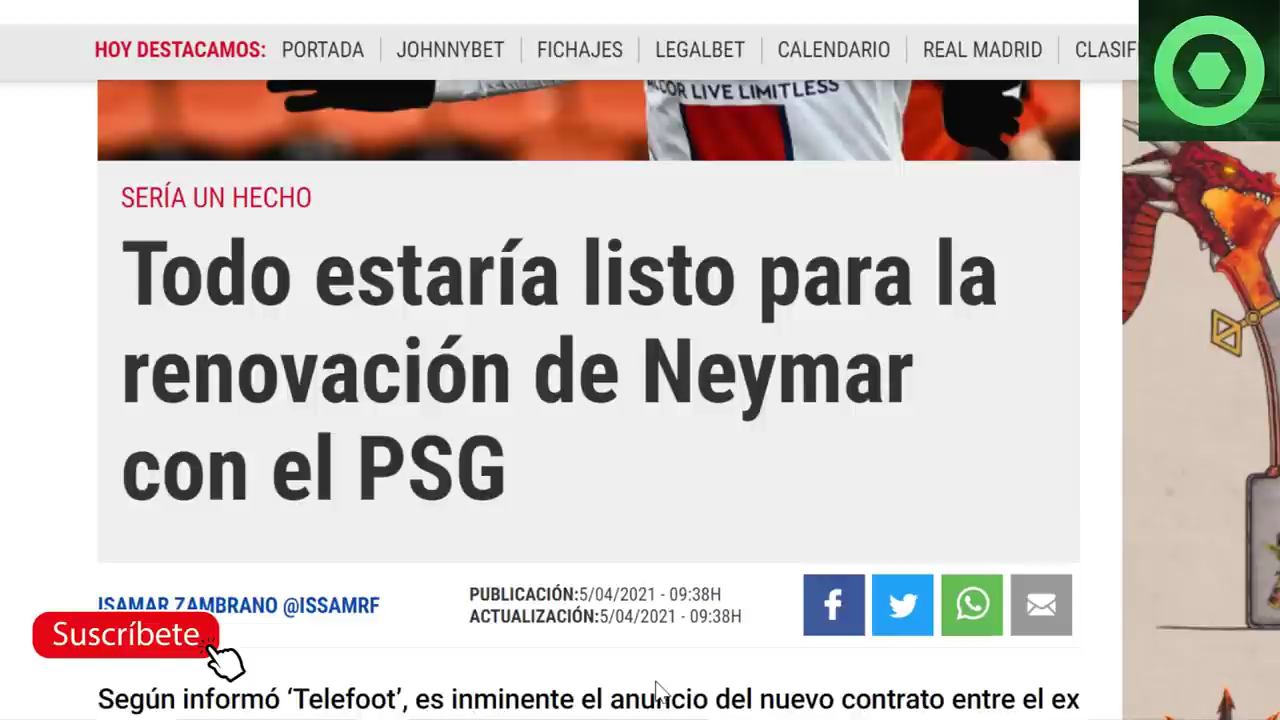 HOY DESTACAMOS: PORTADA JOHNNYBET FICHAJES LEGALBET CALENDARIO REAL MADRID CLASIF
LIVE LIMITLESS
SERÍA UN HECHO
Todo estaría listo para la
renovación de Neymar
con el PSG
ISAMAR ZAMBRANO @ISSAMRF
PUBLICACIÓN:5/04/2021 - 09:38H
ACTUALIZACIÓN:5/04/2021 - 09:38H
Suscríbete
Según informó ‘Telefoot’, es inminente el anuncio del nuevo contrato entre el ex